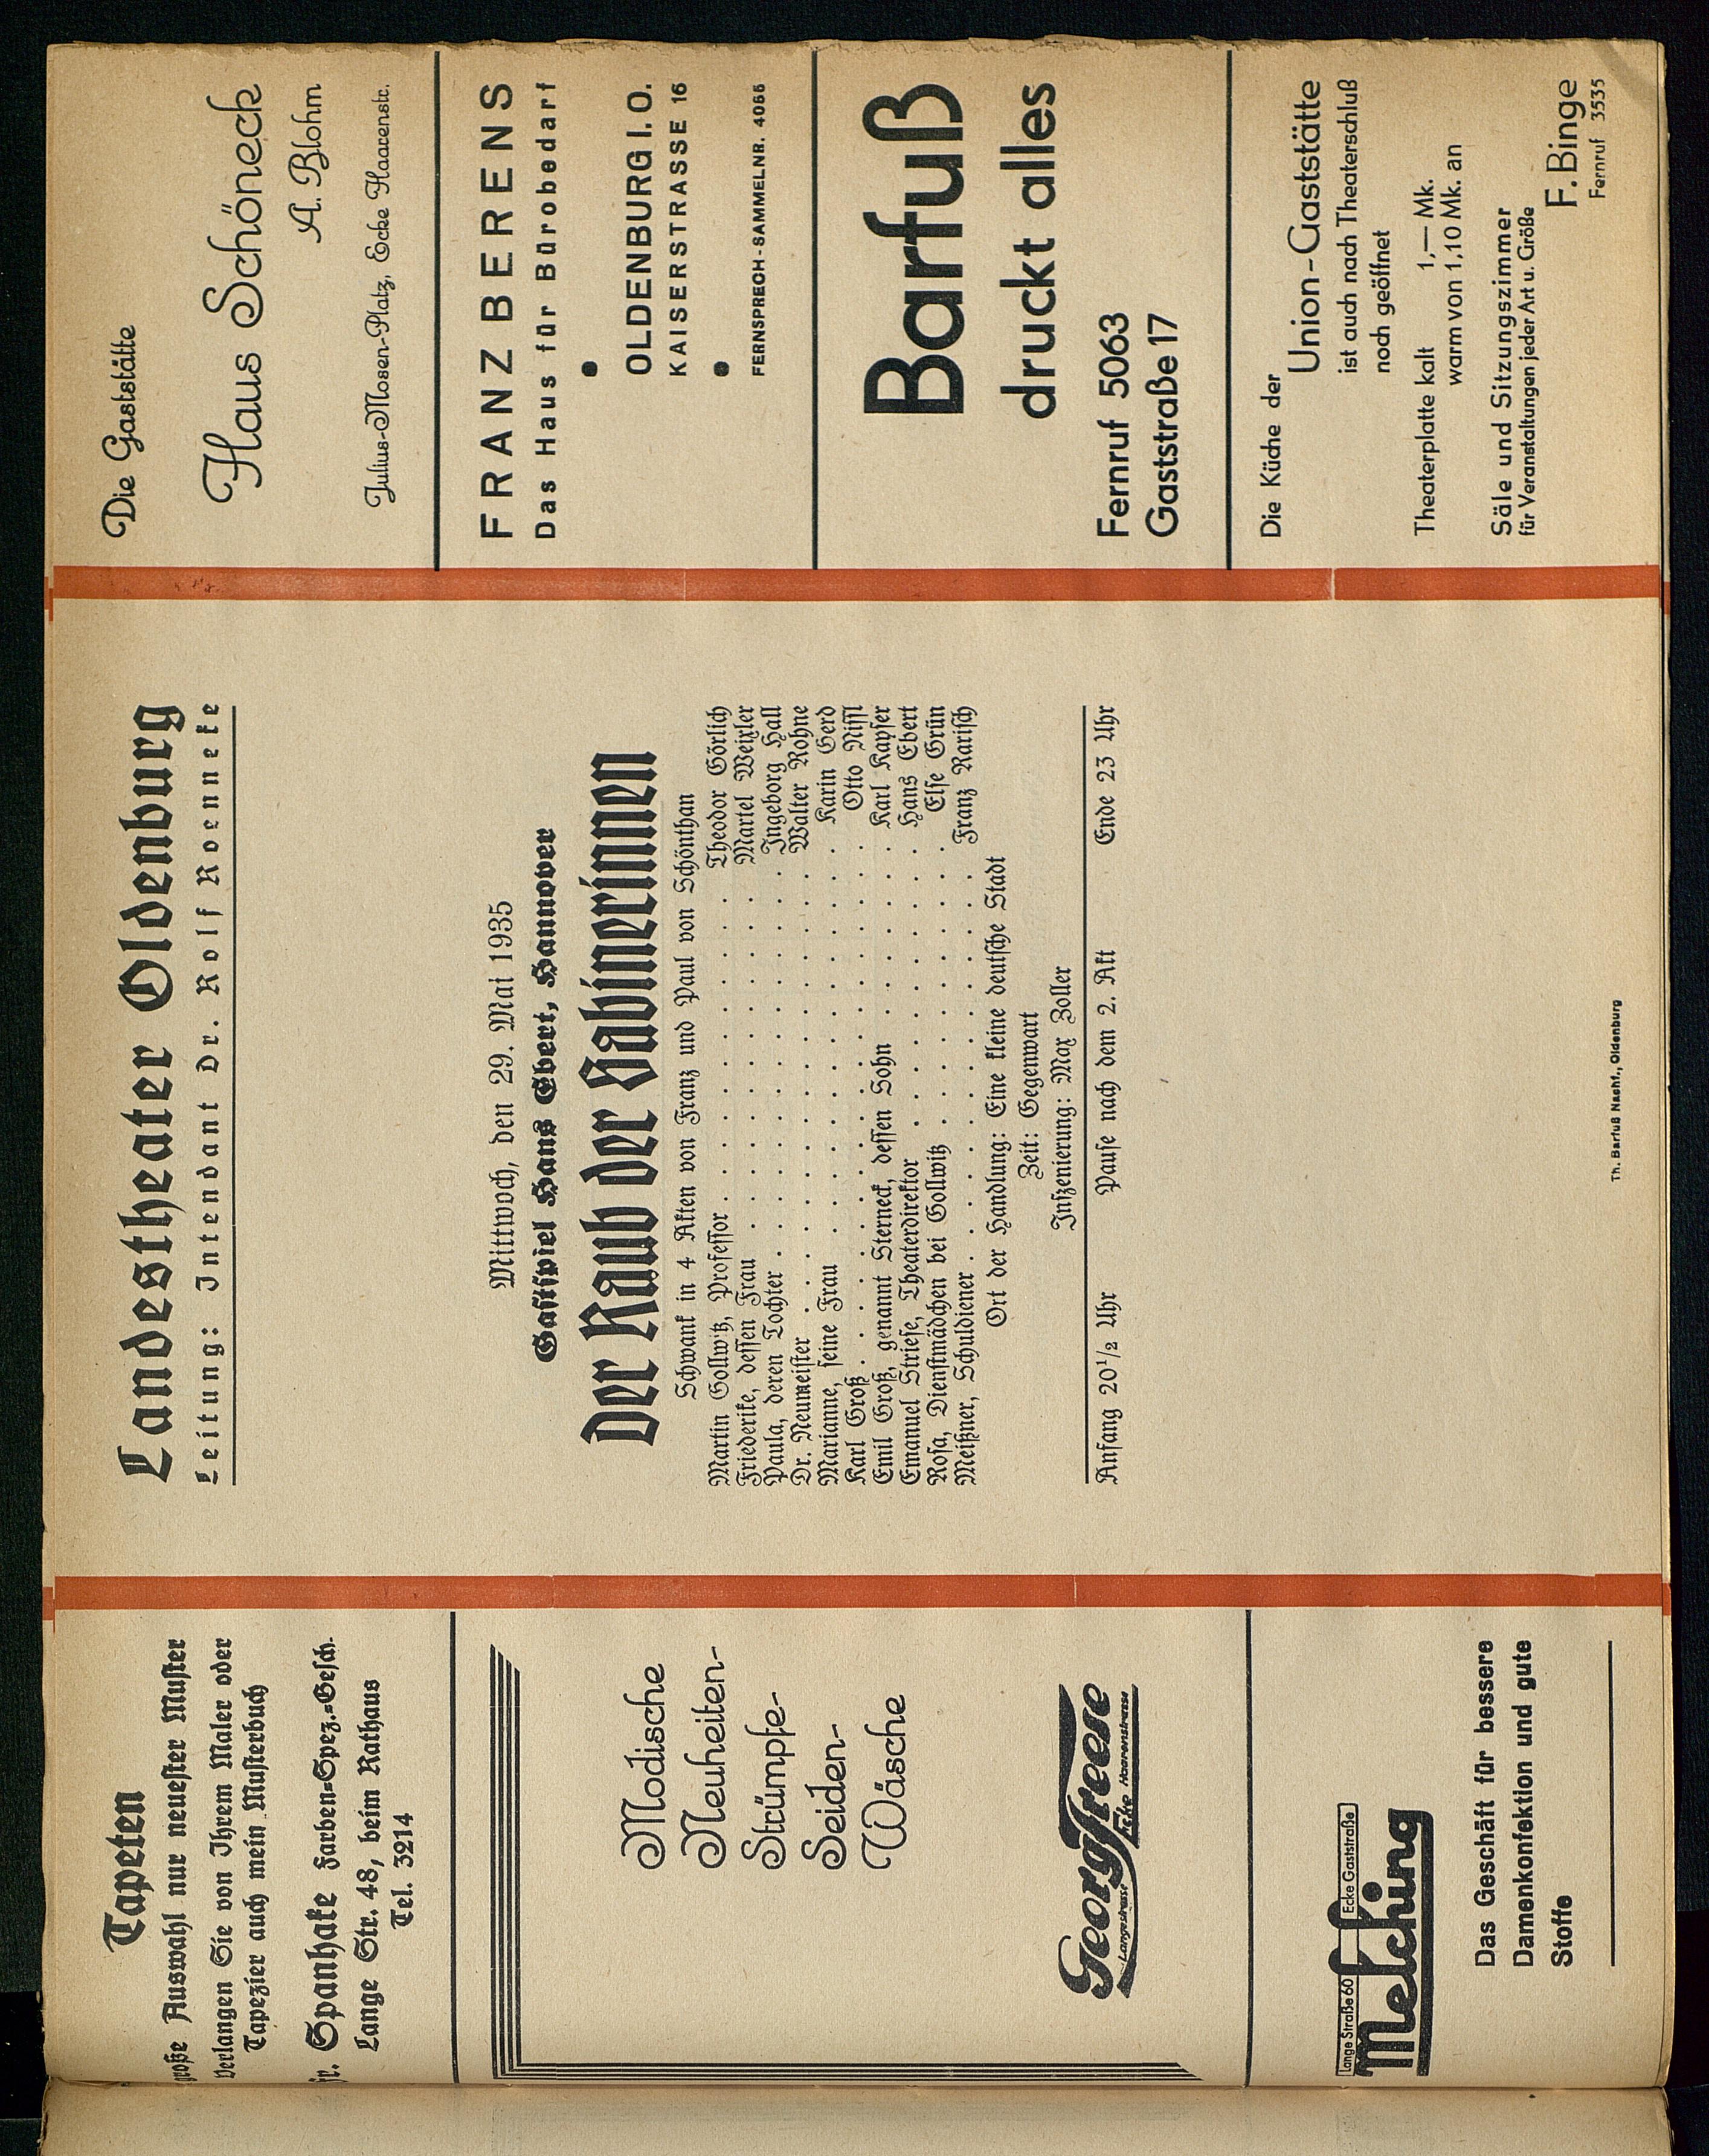 Tapeten
große Auswahl nur neuester Muster
Verlangen Sie von Ihrem Maler oder
Tapezier auch mein Musterbuch
Fr. Spanhake Farben-Spez.-Gesch.
Lange Str. 48, beim Rathaus
Tel. 3214
Modische
Neuheiten-
Strümpfe-
Seiden-
Wäsche
Georg Freese
Langestrasse Ecke Haarenstrasse
Lange Straße 60 Ecke Gaststraße
Melching
Das Geschäft für bessere
Damenkonfektion und gute
Stoffe
Landestheater Oldenburg
Leitung: Intendant Dr. Rolf Roenneke
Mittwoch, den 29. Mai 1935
Gastspiel Hans Ebert, Hannover
Der Raub der Sabinerinnen
Schwank in 4 Akten von Franz und Paul von Schönthan
Martin Gollwitz, Professor . . . . . . . . . . . Theodor Görlich
Friederike, dessen Frau . . . . . . . . . . . . Martel Weixler
Paula, deren Tochter . . . . . . . . . . . . . Ingeborg Hall
Dr. Neumeister . . . . . . . . . . . . . . . Walter Rohne
Marianne, seine Frau . . . . . . . . . . . . . Karin Gerd
Karl Groß . . . . . . . . . . . . . . . . . Otto Nissl
Emil Groß, genannt Sterneck, dessen Sohn . . . . . . Karl Kayser
Emanuel Striese, Theaterdirektor . . . . . . . . . Hans Ebert
Rosa, Dienstmädchen bei Gollwitz . . . . . . . . . Else Grün
Meißner, Schuldiener . . . . . . . . . . . . . Franz Rarisch
Ort der Handlung: Eine kleine deutsche Stadt
Zeit: Gegenwart
Inszenierung: Max Zoller
Anfang 20 1/2 Uhr Pause nach dem 2. Akt Ende 23 Uhr
Th. Barfuß Nachf., Oldenburg
Die Gaststätte
Haus Schöneck
A. Blohm
Julius-Mosen-Platz, Ecke Haarenstr.
FRANZ BERENS
Das Haus für Bürobedarf
OLDENBURG I. O.
KAISERSTRASSE 16
FERNSPRECH-SAMMELNR. 4066
Barfuß
druckt alles
Fernruf 5063
Gaststraße 17
Die Küche der
Union-Gaststätte
ist auch nach Theaterschluß
noch geöffnet
Theaterplatte kalt 1,— Mk.
warm von 1,10 Mk. an
Säle und Sitzungszimmer
für Veranstaltungen jeder Art u. Größe
F. Binge
Fernruf 3535